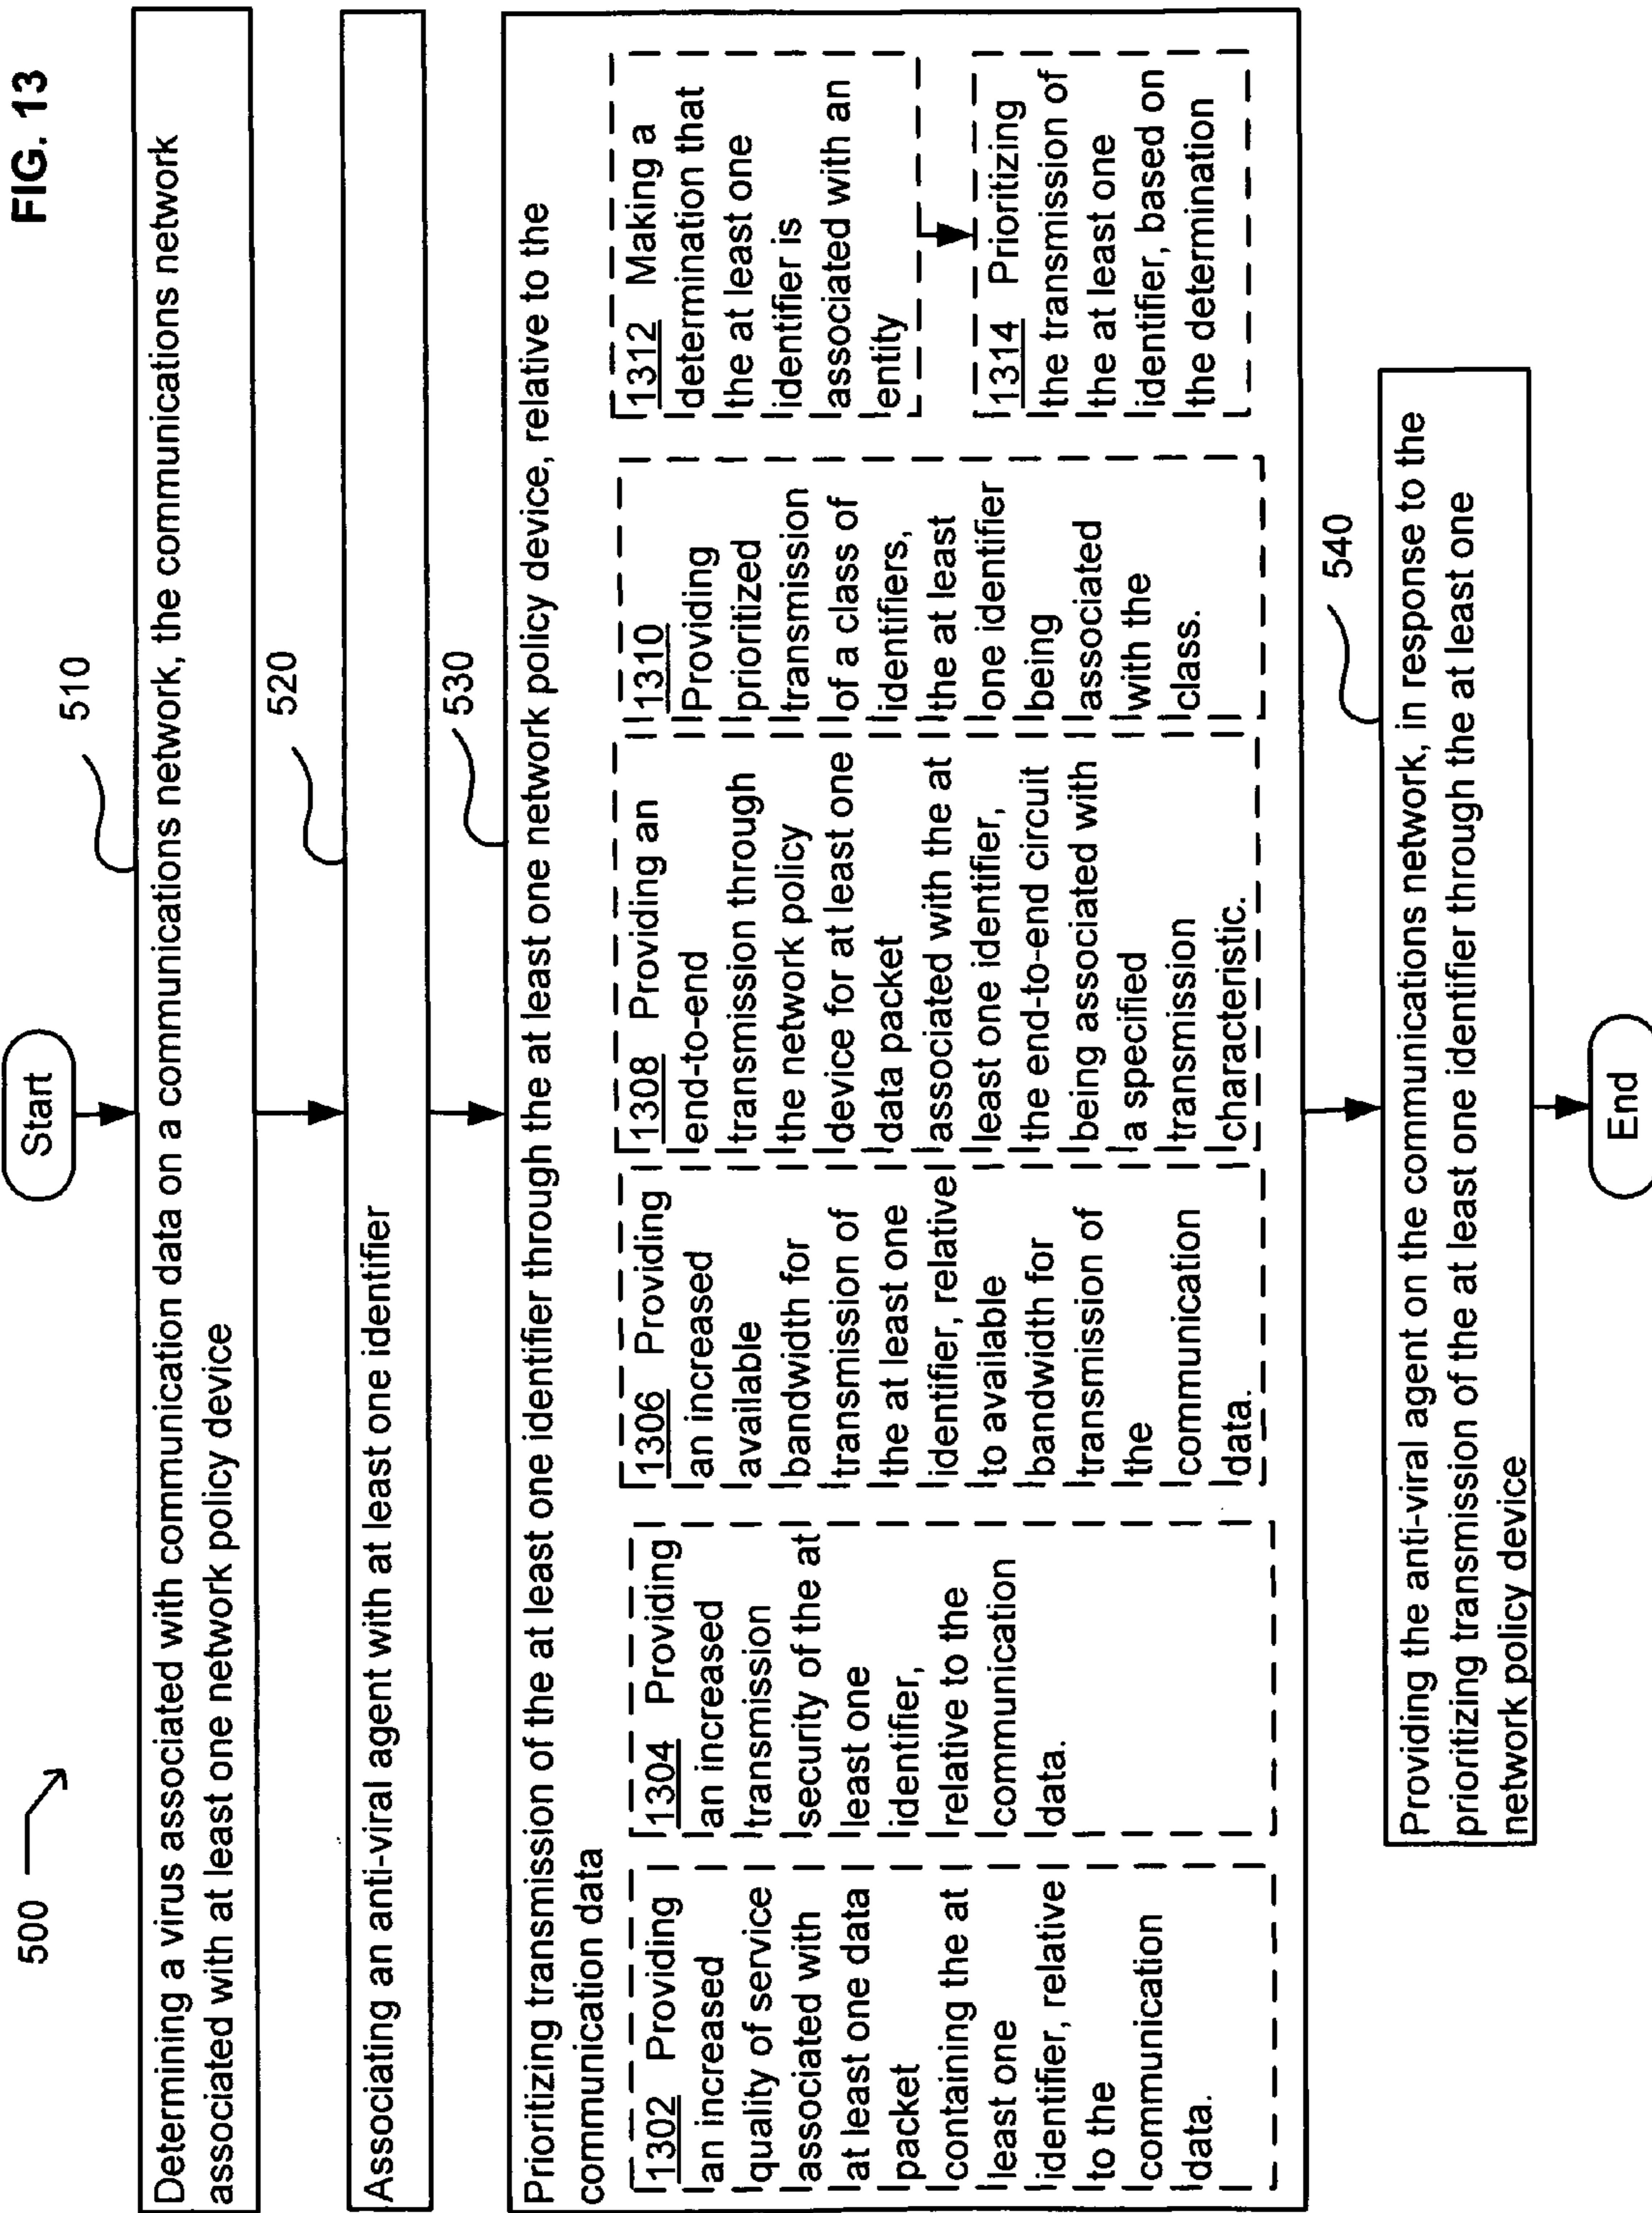 FIG. 13
500
Start
510
Determining a virus associated with communication data on a communications network, the communications network
associated with at least one network policy device
520
Associating an anti-viral agent with at least one identifier
530
Prioritizing transmission of the at least one identifier through the at least one network policy device, relative to the
communication data
1302 Providing
an increased
quality of service
associated with
at least one data
packet
containing the at
least one
identifier, relative
to the
communication
data.
1304 Providing
an increased
transmission
security of the at
least one
identifier,
relative to the
communication
data.
1306 Providing
an increased
available
bandwidth for
transmission of
the at least one
identifier, relative
to available
bandwidth for
transmission of
the
communication
data.
1308 Providing an
end-to-end
transmission through
the network policy
device for at least one
data packet
associated with the at
least one identifier,
the end-to-end circuit
being associated with
a specified
transmission
characteristic.
1310
Providing
prioritized
transmission
of a class of
identifiers,
the at least
one identifier
being
associated
with the
class.
1312 Making a
determination that
the at least one
identifier is
associated with an
entity
1314 Prioritizing
the transmission of
the at least one
identifier, based on
the determination
540
Providing the anti-viral agent on the communications network, in response to the
prioritizing transmission of the at least one identifier through the at least one
network policy device
End